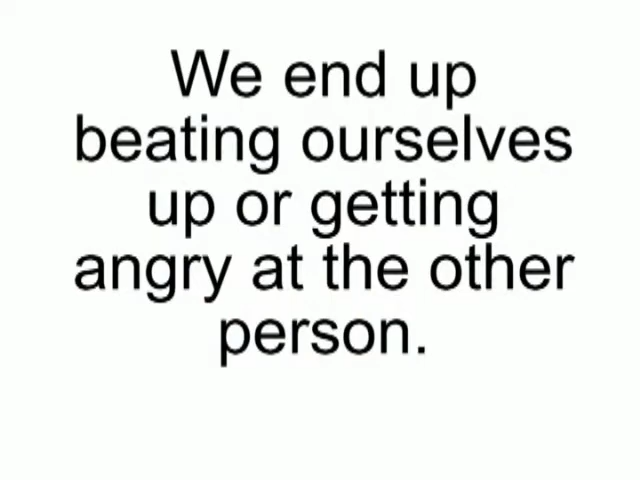 We end up
beating ourselves
up or getting
angry at the other
person.